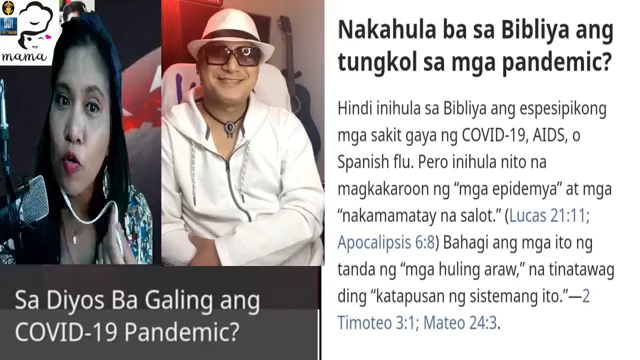 mama
Sa Diyos Ba Galing ang
COVID-19 Pandemic?
Nakahula ba sa Bibliya ang
tungkol sa mga pandemic?
Hindi inihula sa Bibliya ang espesipikong
mga sakit gaya ng COVID-19, AIDS, o
Spanish flu. Pero inihula nito na
magkakaroon ng “mga epidemya” at mga
“nakamamatay na salot.” (Lucas 21:11;
Apocalipsis 6:8) Bahagi ang mga ito ng
tanda ng “mga huling araw,” na tinatawag
ding “katapusan ng sistemang ito.”—2
Timoteo 3:1; Mateo 24:3.